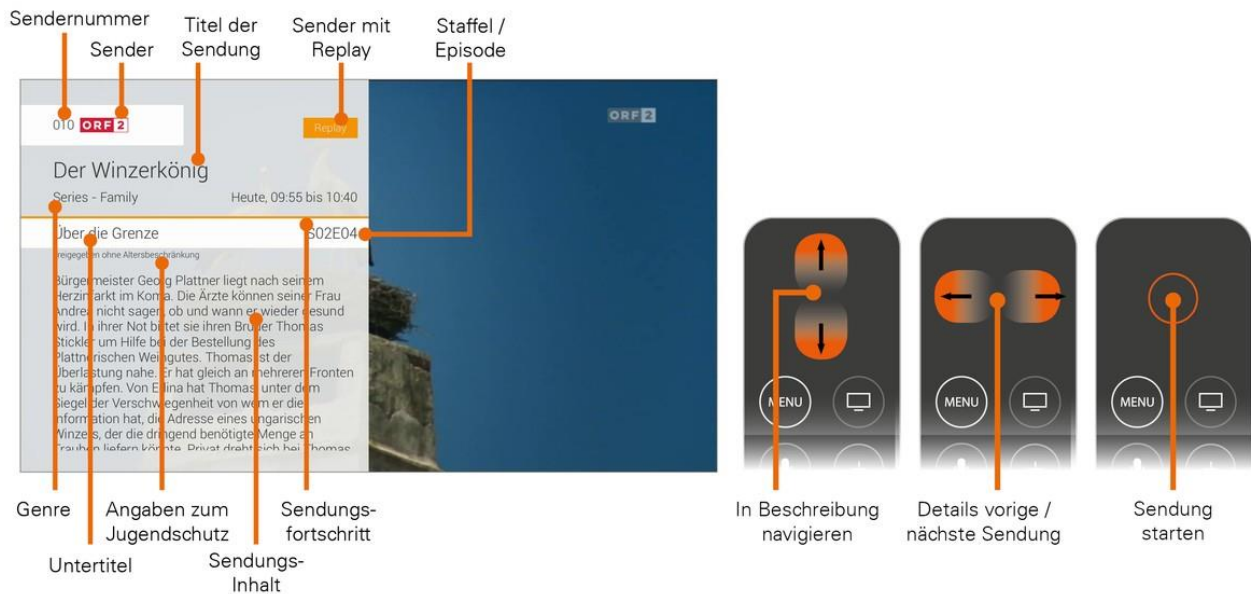 Sendernummer
Sender
Titel der
Sendung
Sender mit
Replay
Staffel /
Episode
010 ORF 2
Replay
ORF 2
Der Winzerkönig
Series - Family
Heute, 09:55 bis 10:40
Über die Grenze
S02E04
Freigegeben ohne Altersbeschränkung
Bürgermeister Georg Plattner liegt nach seinem
Herzinfarkt im Koma. Die Ärzte können seiner Frau
Andrea nicht sagen, ob und wann er wieder gesund
wird. In ihrer Not bittet sie ihren Bruder Thomas
Stickler um Hilfe bei der Bestellung des
Plattnerischen Weingutes. Thomas ist der
Überlastung nahe. Er hat gleich an mehreren Fronten
zu kämpfen. Von Edina hat Thomas unter dem
Siegel der Verschwiegenheit von wem er die
Information hat, die Adresse eines ungarischen
Winzers, der die dringend benötigte Menge an
Trauben liefern könnte. Privat dreht sich bei Thomas
MENU
MENU
MENU
Genre
Untertitel
Angaben zum
Jugendschutz
Sendungs-
Inhalt
Sendungs-
fortschritt
In Beschreibung
navigieren
Details vorige /
nächste Sendung
Sendung
starten